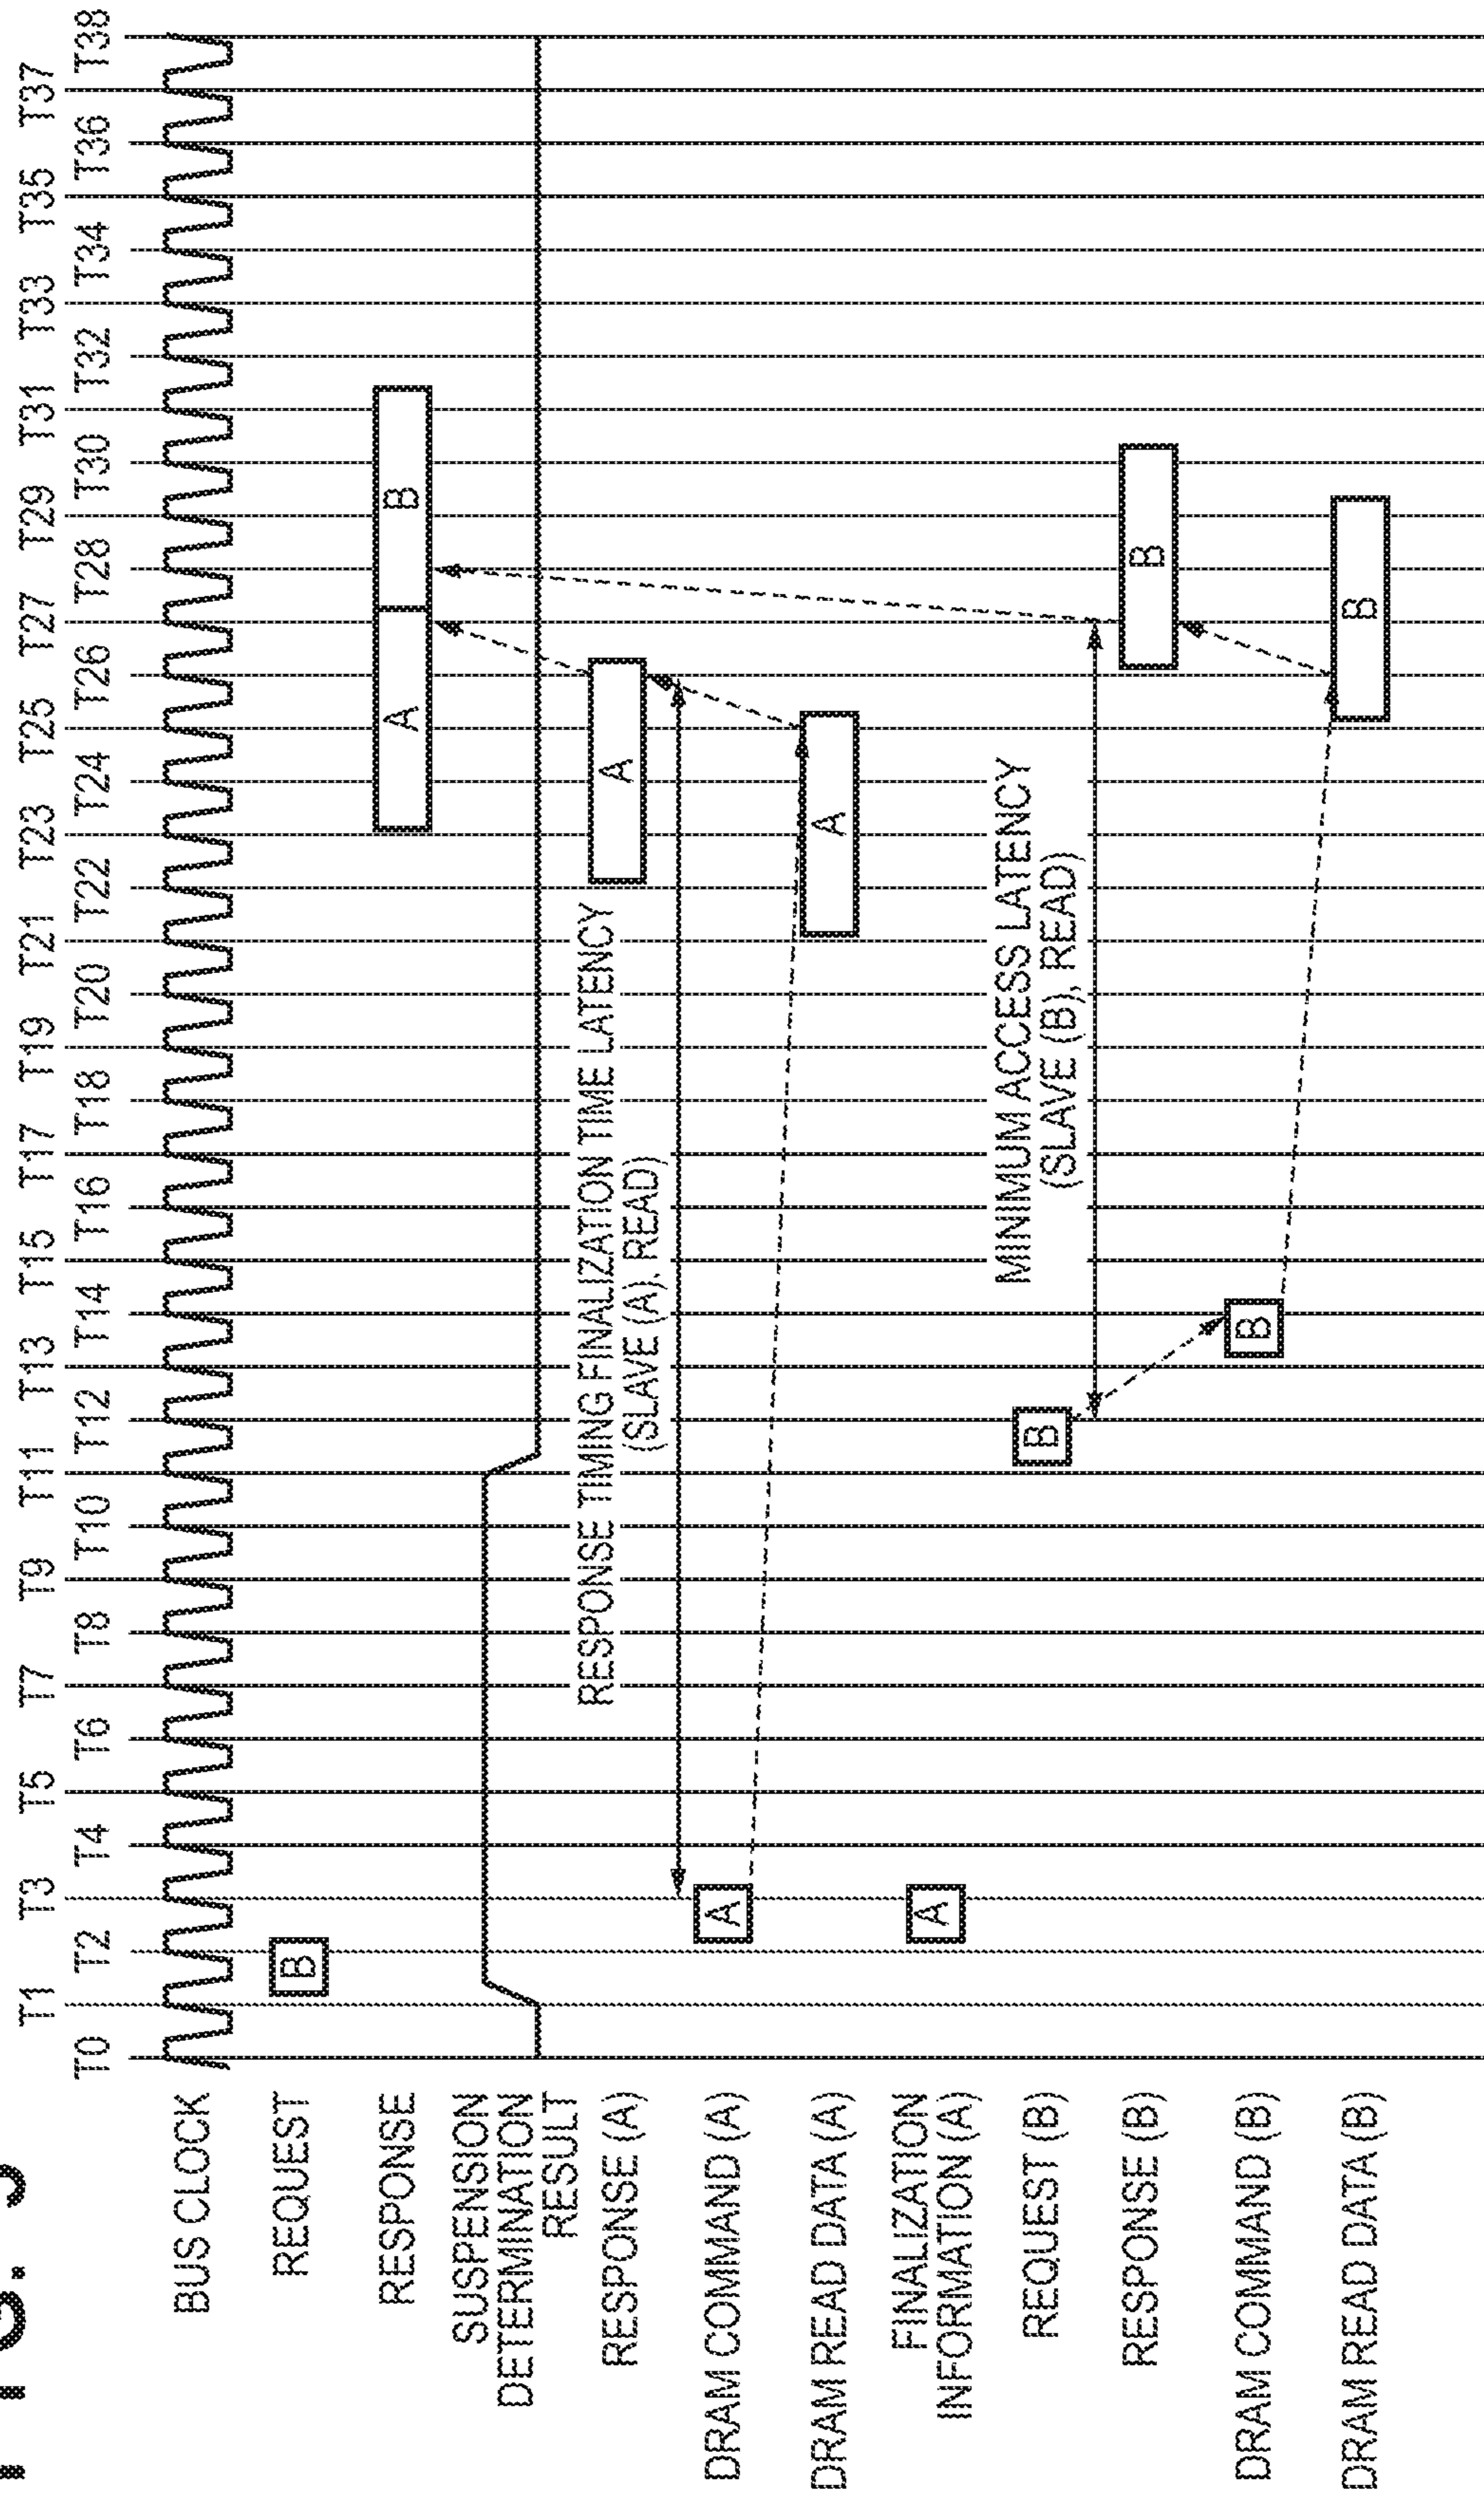 T1 T3 T5 T7 T9 T11 T13 T15 T17 T19 T21 T23 T25 T27 T29 T31 T33 T35 T37
T0 T2 T4 T6 T8 T10 T12 T14 T16 T18 T20 T22 T24 T26 T28 T30 T32 T34 T36 T38
BUS CLOCK
REQUEST
B
RESPONSE
A B
SUSPENSION
DETERMINATION
RESULT
RESPONSE TIMING FINALIZATION TIME LATENCY
(SLAVE (A), READ)
RESPONSE (A)
A
DRAM COMMAND (A)
A
DRAM READ DATA (A)
A
FINALIZATION
INFORMATION (A)
A
MINIMUM ACCESS LATENCY
(SLAVE (B), READ)
REQUEST (B)
B
RESPONSE (B)
B
DRAM COMMAND (B)
B
DRAM READ DATA (B)
B